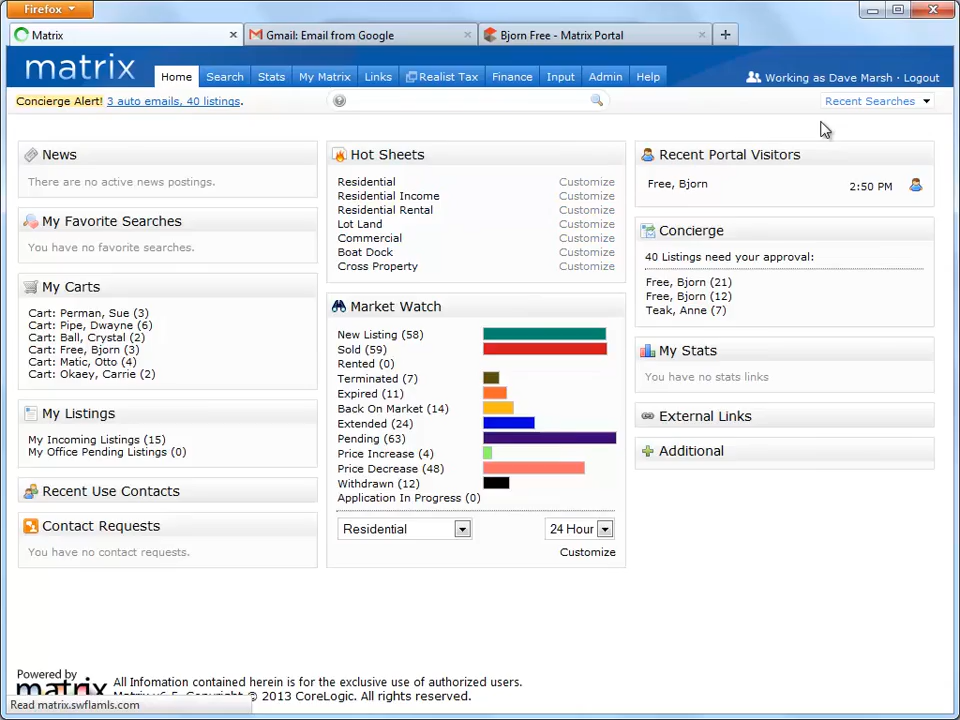 Firefox
Matrix
Gmail: Email from Google
Bjorn Free - Matrix Portal
matrix
Home Search Stats My Matrix Links Realist Tax Finance Input Admin Help
Working as Dave Marsh · Logout
Concierge Alert! 3 auto emails, 40 listings.
Recent Searches
News
There are no active news postings.
My Favorite Searches
You have no favorite searches.
My Carts
Cart: Perman, Sue (3)
Cart: Pipe, Dwayne (6)
Cart: Ball, Crystal (2)
Cart: Free, Bjorn (3)
Cart: Matic, Otto (4)
Cart: Okaey, Carrie (2)
My Listings
My Incoming Listings (15)
My Office Pending Listings (0)
Recent Use Contacts
Contact Requests
You have no contact requests.
Hot Sheets
Residential Customize
Residential Income Customize
Residential Rental Customize
Lot Land Customize
Commercial Customize
Boat Dock Customize
Cross Property Customize
Market Watch
New Listing (58)
Sold (59)
Rented (0)
Terminated (7)
Expired (11)
Back On Market (14)
Extended (24)
Pending (63)
Price Increase (4)
Price Decrease (48)
Withdrawn (12)
Application In Progress (0)
Residential 24 Hour
Customize
Recent Portal Visitors
Free, Bjorn 2:50 PM
Concierge
40 Listings need your approval:
Free, Bjorn (21)
Free, Bjorn (12)
Teak, Anne (7)
My Stats
You have no stats links
External Links
Additional
Powered by
matrix
All Infomation contained herein is for the exclusive use of authorized users.
© 2013 CoreLogic. All rights reserved.
Read matrix.swflamls.com